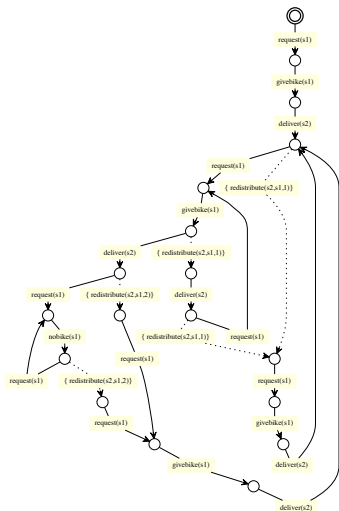 request(s1)
givebike(s1)
deliver(s2)
request(s1)
{ redistribute(s2,s1,1)}
givebike(s1)
deliver(s2)
{ redistribute(s2,s1,1)}
request(s1)
{ redistribute(s2,s1,2)}
deliver(s2)
nobike(s1)
{ redistribute(s2,s1,1)}
request(s1)
request(s1)
request(s1)
{ redistribute(s2,s1,2)}
request(s1)
request(s1)
givebike(s1)
givebike(s1)
deliver(s2)
deliver(s2)